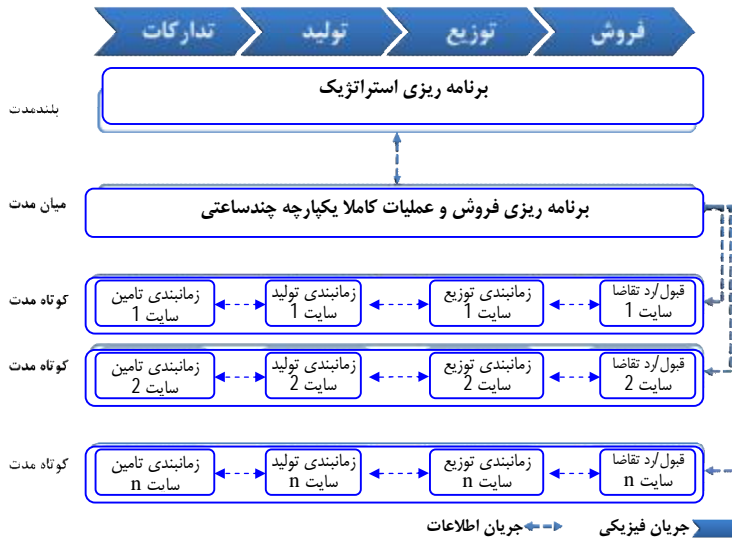 تدارکات تولید توزیع فروش
برنامه ریزی استراتژیک
بلندمدت
میان مدت
برنامه ریزی فروش و عملیات کاملا یکپارچه چندساعتی
کوتاه مدت
قبول/رد تقاضا
سایت 1
زمانبندی توزیع
سایت 1
زمانبندی تولید
سایت 1
زمانبندی تامین
سایت 1
کوتاه مدت
قبول/رد تقاضا
سایت 2
زمانبندی توزیع
سایت 2
زمانبندی تولید
سایت 2
زمانبندی تامین
سایت 2
کوتاه مدت
قبول/رد تقاضا
سایت n
زمانبندی توزیع
سایت n
زمانبندی تولید
سایت n
زمانبندی تامین
سایت n
جریان فیزیکی
جریان اطلاعات